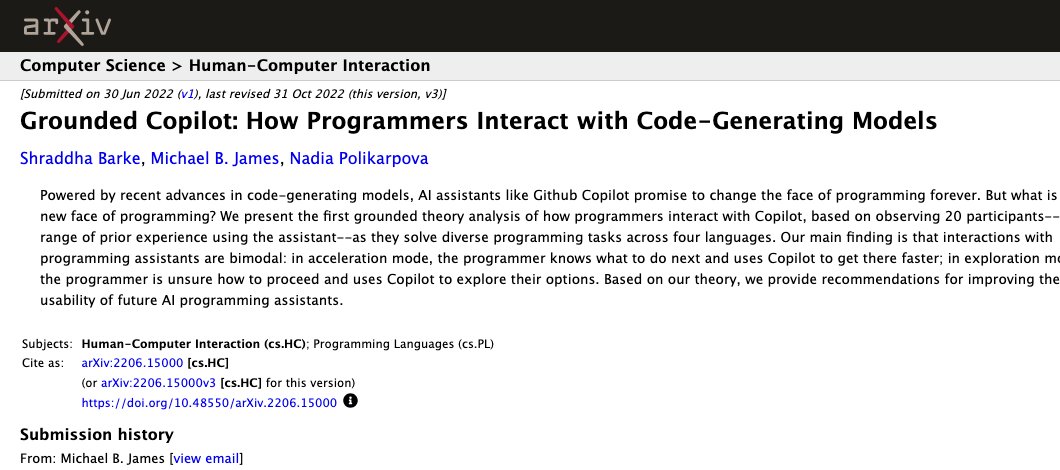 arXiv
Computer Science > Human-Computer Interaction
[Submitted on 30 Jun 2022 (v1), last revised 31 Oct 2022 (this version, v3)]
Grounded Copilot: How Programmers Interact with Code-Generating Models
Shraddha Barke, Michael B. James, Nadia Polikarpova
Powered by recent advances in code-generating models, AI assistants like Github Copilot promise to change the face of programming forever. But what is
new face of programming? We present the first grounded theory analysis of how programmers interact with Copilot, based on observing 20 participants--
range of prior experience using the assistant--as they solve diverse programming tasks across four languages. Our main finding is that interactions with
programming assistants are bimodal: in acceleration mode, the programmer knows what to do next and uses Copilot to get there faster; in exploration
the programmer is unsure how to proceed and uses Copilot to explore their options. Based on our theory, we provide recommendations for improving the
usability of future AI programming assistants.
Subjects: Human-Computer Interaction (cs.HC); Programming Languages (cs.PL)
Cite as: arXiv:2206.15000 [cs.HC]
(or arXiv:2206.15000v3 [cs.HC] for this version)
https://doi.org/10.48550/arXiv.2206.15000
Submission history
From: Michael B. James [view email]